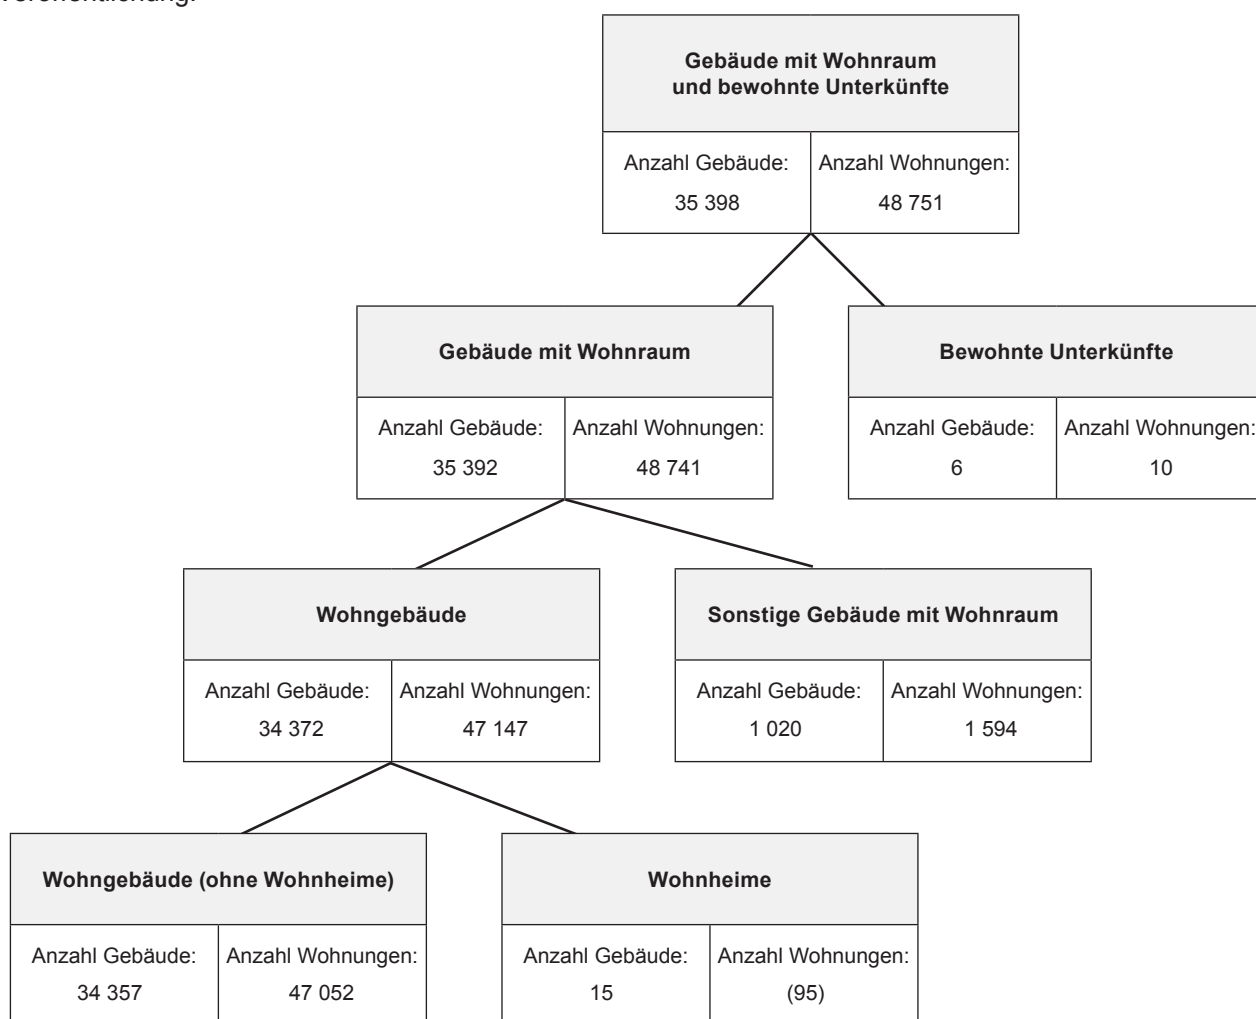 Veröffentlichung.
Gebäude mit Wohnraum
und bewohnte Unterkünfte
Anzahl Gebäude: Anzahl Wohnungen:
35 398 48 751
Gebäude mit Wohnraum
Anzahl Gebäude: Anzahl Wohnungen:
35 392 48 741
Bewohnte Unterkünfte
Anzahl Gebäude: Anzahl Wohnungen:
6 10
Wohngebäude
Anzahl Gebäude: Anzahl Wohnungen:
34 372 47 147
Sonstige Gebäude mit Wohnraum
Anzahl Gebäude: Anzahl Wohnungen:
1 020 1 594
Wohngebäude (ohne Wohnheime)
Anzahl Gebäude: Anzahl Wohnungen:
34 357 47 052
Wohnheime
Anzahl Gebäude: Anzahl Wohnungen:
15 (95)